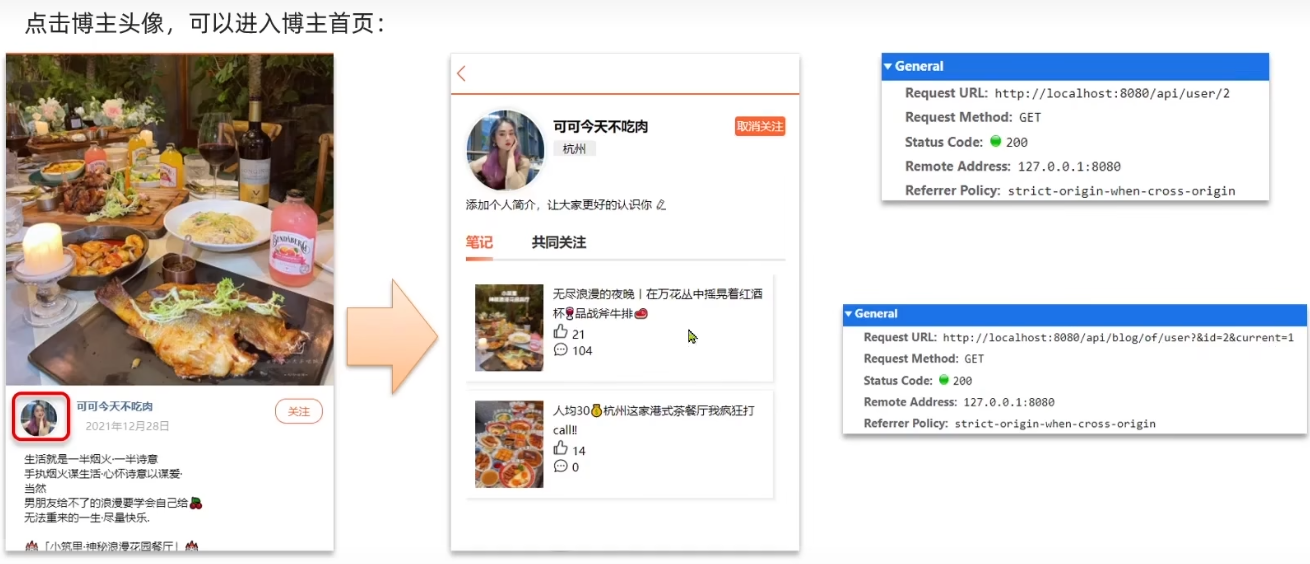 点击博主头像，可以进入博主首页：
可可今天不吃肉
2021年12月28日
关注
生活就是一半烟火·一半诗意
手执烟火谋生活·心怀诗意以谋爱·
当然
男朋友给不了的浪漫要学会自己给🍒
无法重来的一生·尽量快乐.
🏰「小筑里·神秘浪漫花园餐厅」🏰
可可今天不吃肉
取消关注
杭州
添加个人简介，让大家更好的认识你
笔记 共同关注
无尽浪漫的夜晚丨在万花丛中摇晃着红酒
杯🍷品战斧牛排🥩
21
104
人均30💰杭州这家港式茶餐厅我疯狂打
call‼
14
0
General
Request URL: http://localhost:8080/api/user/2
Request Method: GET
Status Code: 200
Remote Address: 127.0.0.1:8080
Referrer Policy: strict-origin-when-cross-origin
General
Request URL: http://localhost:8080/api/blog/of/user?&id=2&current=1
Request Method: GET
Status Code: 200
Remote Address: 127.0.0.1:8080
Referrer Policy: strict-origin-when-cross-origin